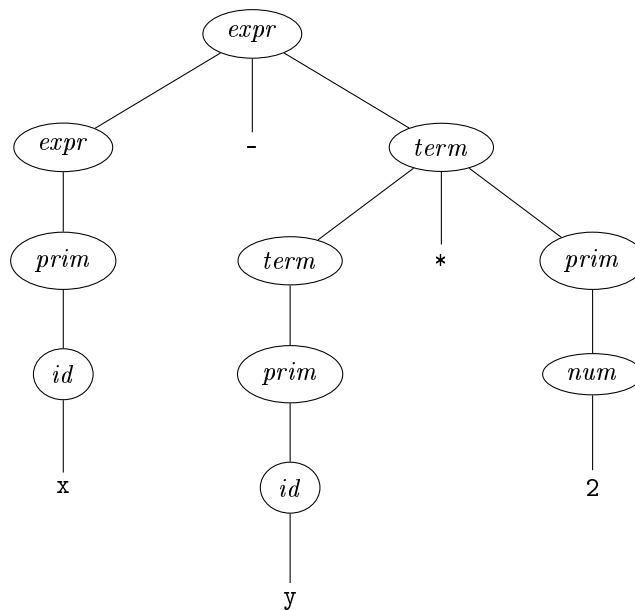 expr
expr - term
prim term * prim
id prim num
x id 2
y